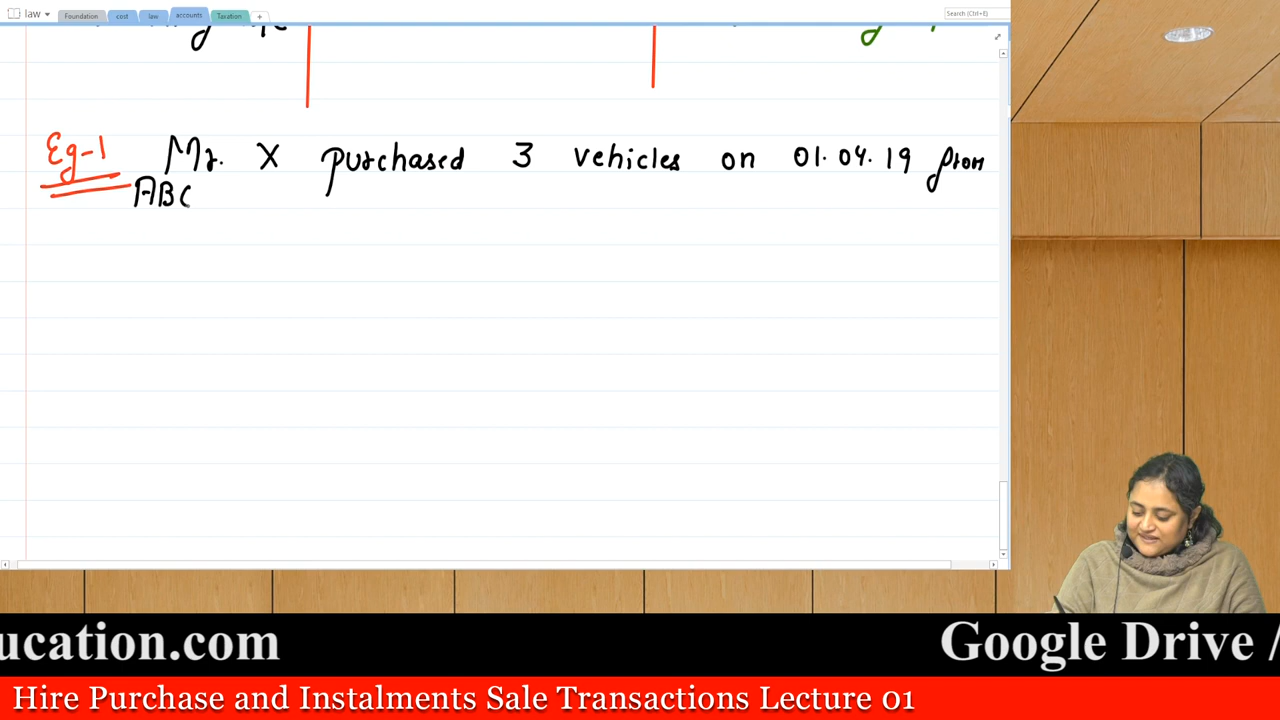 law
Foundation
cost
law
accounts
Taxation
+
Search (Ctrl+E)
Eg-1 Mr. X purchased 3 vehicles on 01.04.19 from
ABC
ucation.com
Google Drive /
Hire Purchase and Instalments Sale Transactions Lecture 01